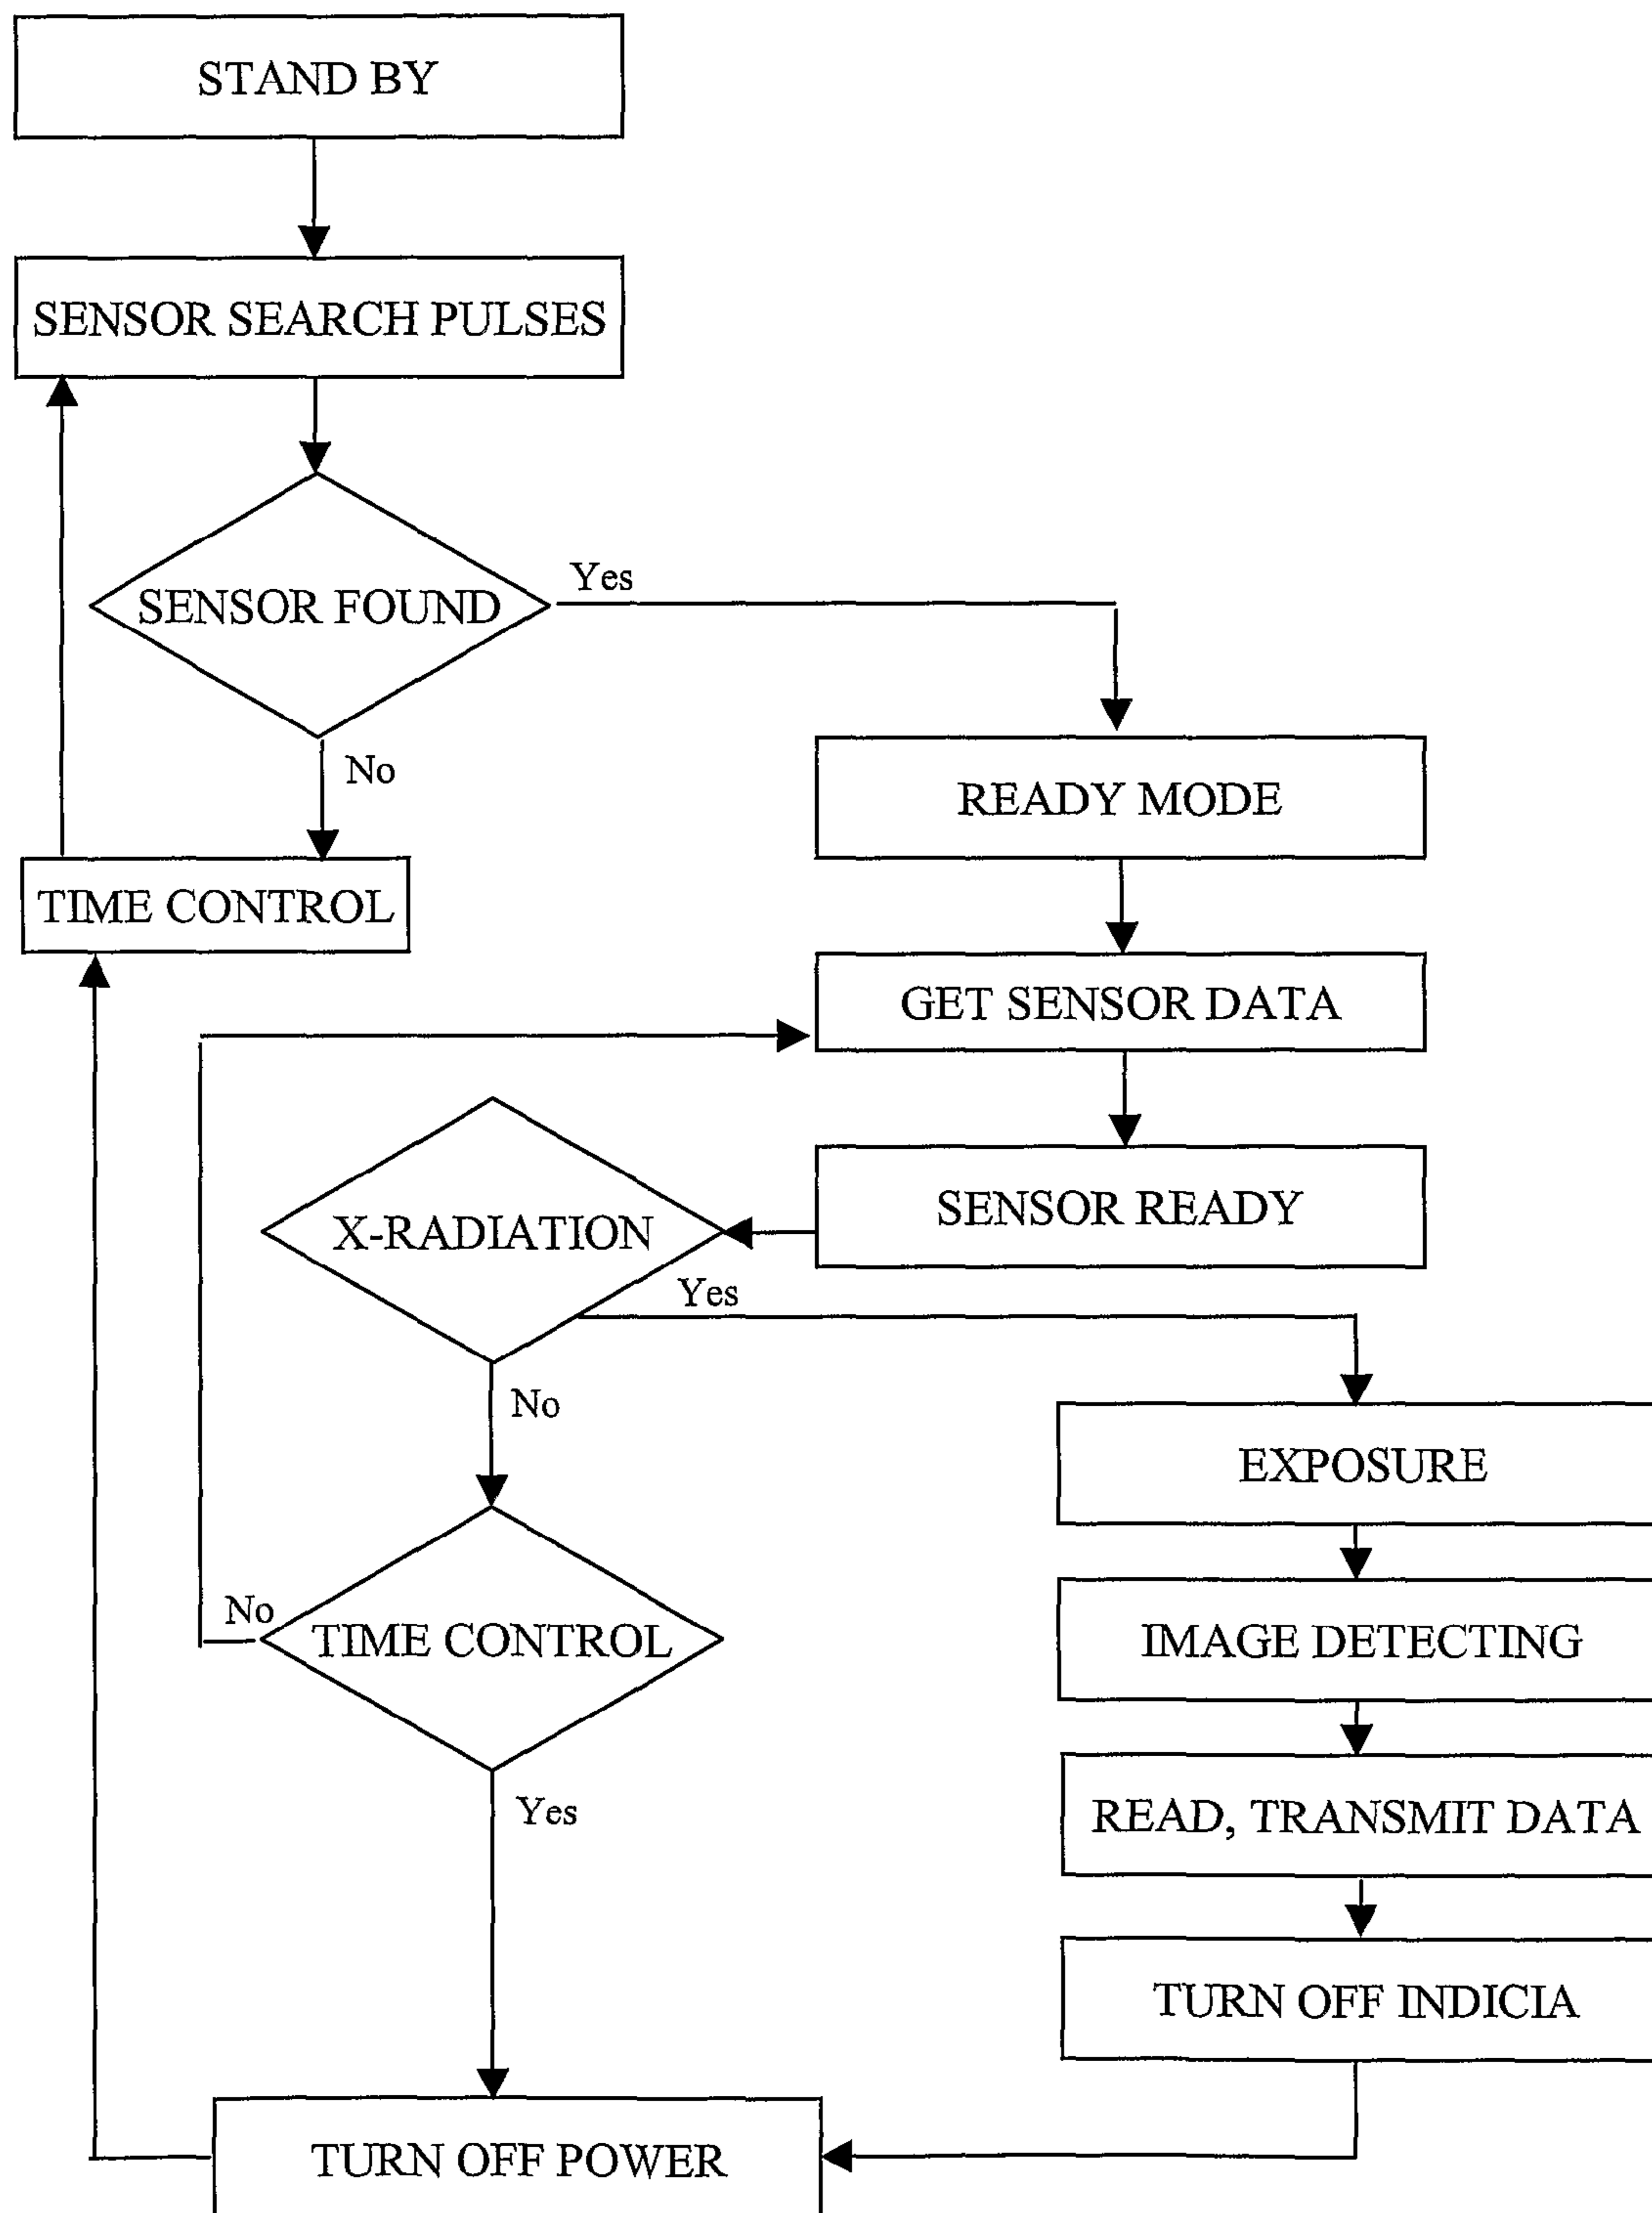 STAND BY
SENSOR SEARCH PULSES
SENSOR FOUND
Yes
No
READY MODE
TIME CONTROL
GET SENSOR DATA
SENSOR READY
X-RADIATION
Yes
No
EXPOSURE
No
TIME CONTROL
IMAGE DETECTING
Yes
READ, TRANSMIT DATA
TURN OFF INDICIA
TURN OFF POWER